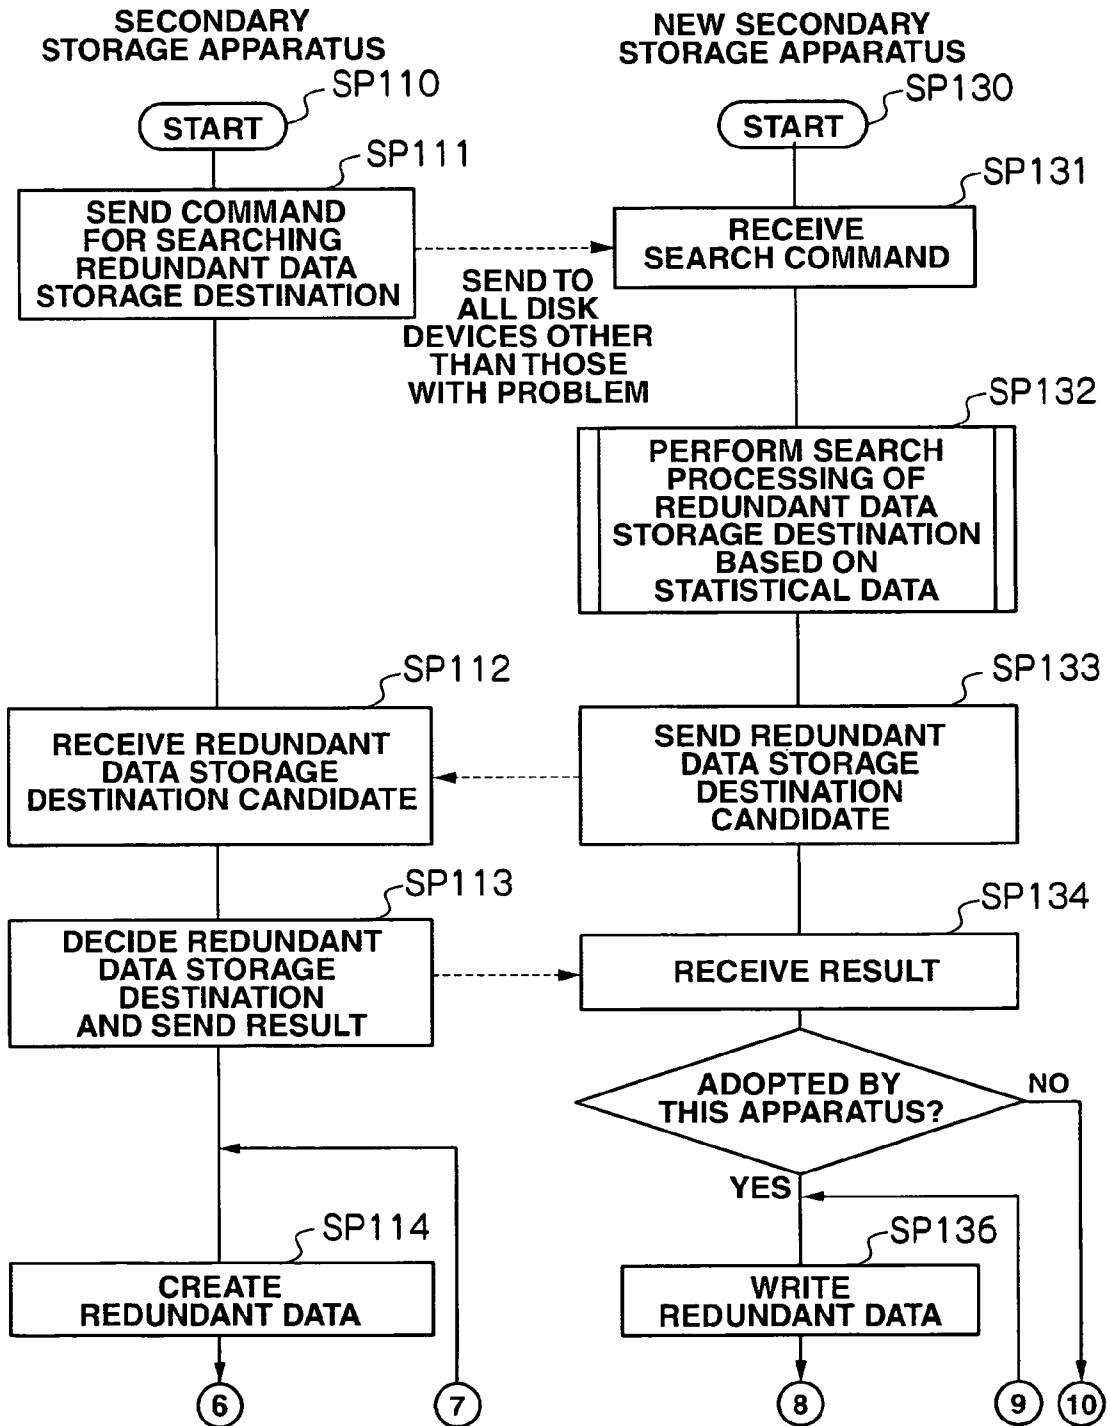 SECONDARY
STORAGE APPARATUS
SP110
START
SP111
SEND COMMAND
FOR SEARCHING
REDUNDANT DATA
STORAGE DESTINATION
NEW SECONDARY
STORAGE APPARATUS
SP130
START
SP131
RECEIVE
SEARCH COMMAND
SEND TO
ALL DISK
DEVICES OTHER
THAN THOSE
WITH PROBLEM
SP132
PERFORM SEARCH
PROCESSING OF
REDUNDANT DATA
STORAGE DESTINATION
BASED ON
STATISTICAL DATA
SP112
RECEIVE REDUNDANT
DATA STORAGE
DESTINATION CANDIDATE
SP133
SEND REDUNDANT
DATA STORAGE
DESTINATION
CANDIDATE
SP113
DECIDE REDUNDANT
DATA STORAGE
DESTINATION
AND SEND RESULT
SP134
RECEIVE RESULT
ADOPTED BY
THIS APPARATUS?
NO
YES
SP114
CREATE
REDUNDANT DATA
SP136
WRITE
REDUNDANT DATA
6
7
8
9
10